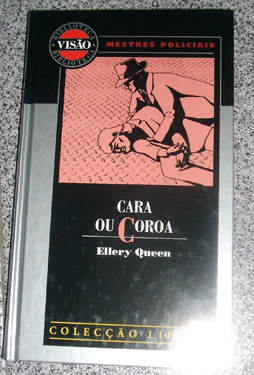 BIBLIOTECA
VISÃO
BIBLIOTECA
MESTRES POLICIAIS
CARA
OU COROA
Ellery Queen
COLECÇÃO